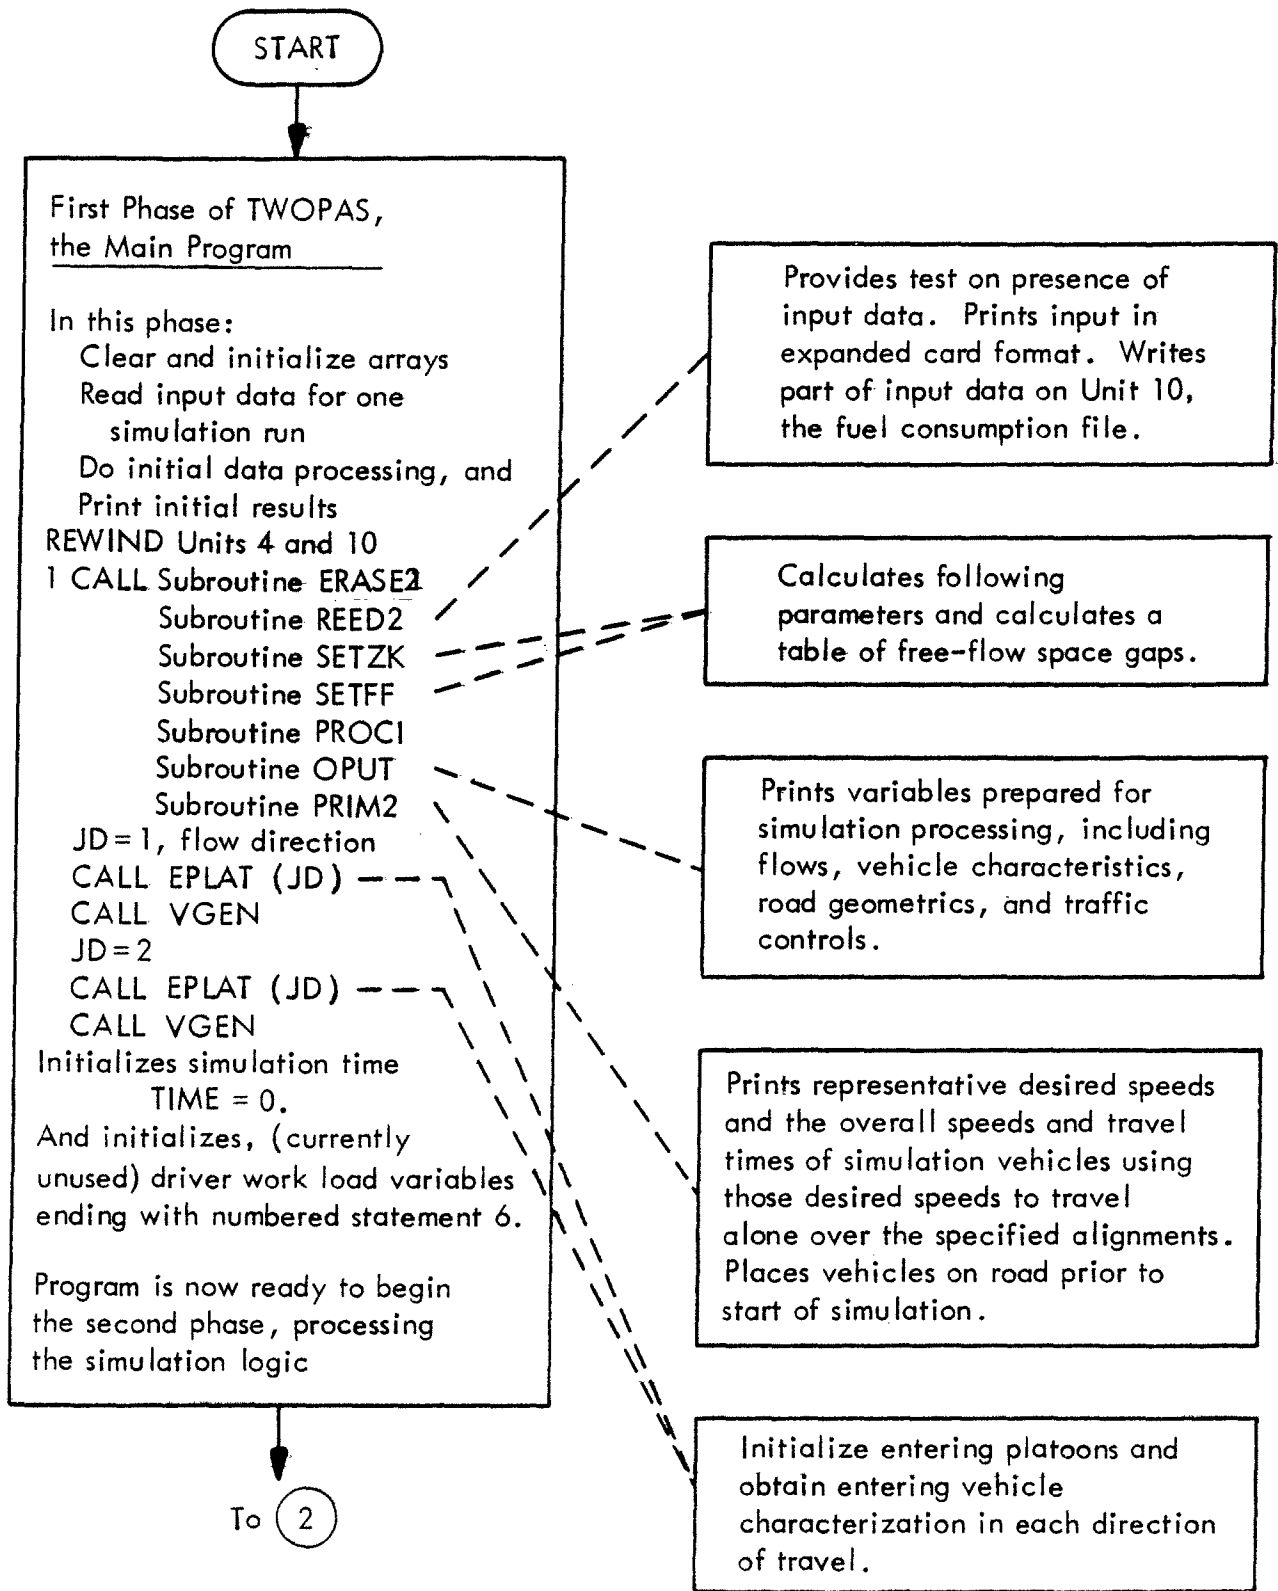 START
First Phase of TWOPAS,
the Main Program
In this phase:
Clear and initialize arrays
Read input data for one
simulation run
Do initial data processing, and
Print initial results
REWIND Units 4 and 10
1 CALL Subroutine ERASE2
Subroutine REED2
Subroutine SETZK
Subroutine SETFF
Subroutine PROC1
Subroutine OPUT
Subroutine PRIM2
JD=1, flow direction
CALL EPLAT (JD)
CALL VGEN
JD=2
CALL EPLAT (JD)
CALL VGEN
Initializes simulation time
TIME = 0.
And initializes, (currently
unused) driver work load variables
ending with numbered statement 6.
Program is now ready to begin
the second phase, processing
the simulation logic
To 2
Provides test on presence of
input data. Prints input in
expanded card format. Writes
part of input data on Unit 10,
the fuel consumption file.
Calculates following
parameters and calculates a
table of free-flow space gaps.
Prints variables prepared for
simulation processing, including
flows, vehicle characteristics,
road geometrics, and traffic
controls.
Prints representative desired speeds
and the overall speeds and travel
times of simulation vehicles using
those desired speeds to travel
alone over the specified alignments.
Places vehicles on road prior to
start of simulation.
Initialize entering platoons and
obtain entering vehicle
characterization in each direction
of travel.